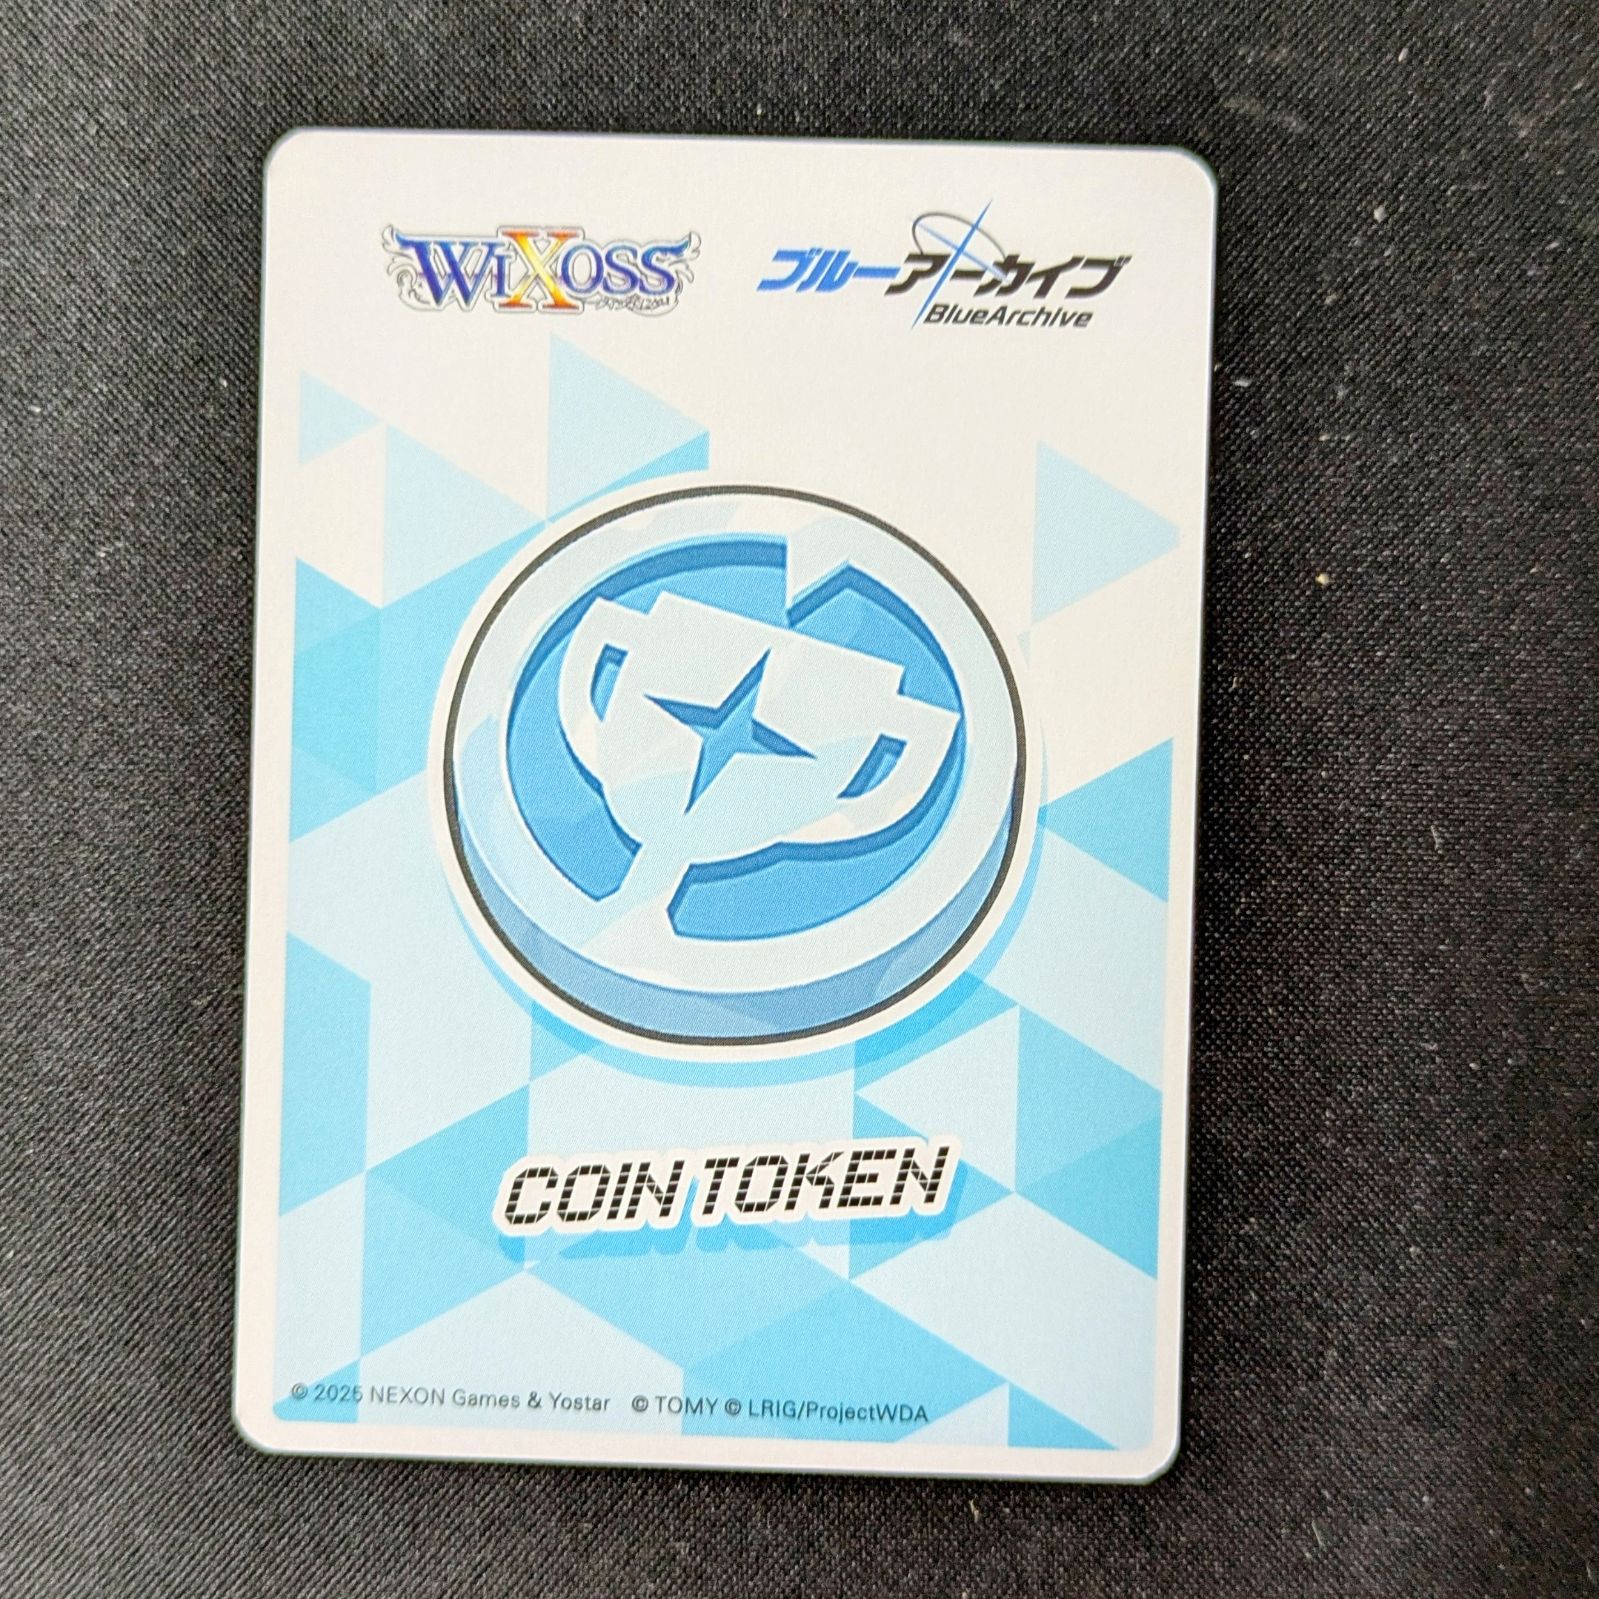 WIXOSS
ブルーアーカイブ
BlueArchive
COIN TOKEN
© 2025 NEXON Games & Yostar © TOMY © LRIG/ProjectWDA